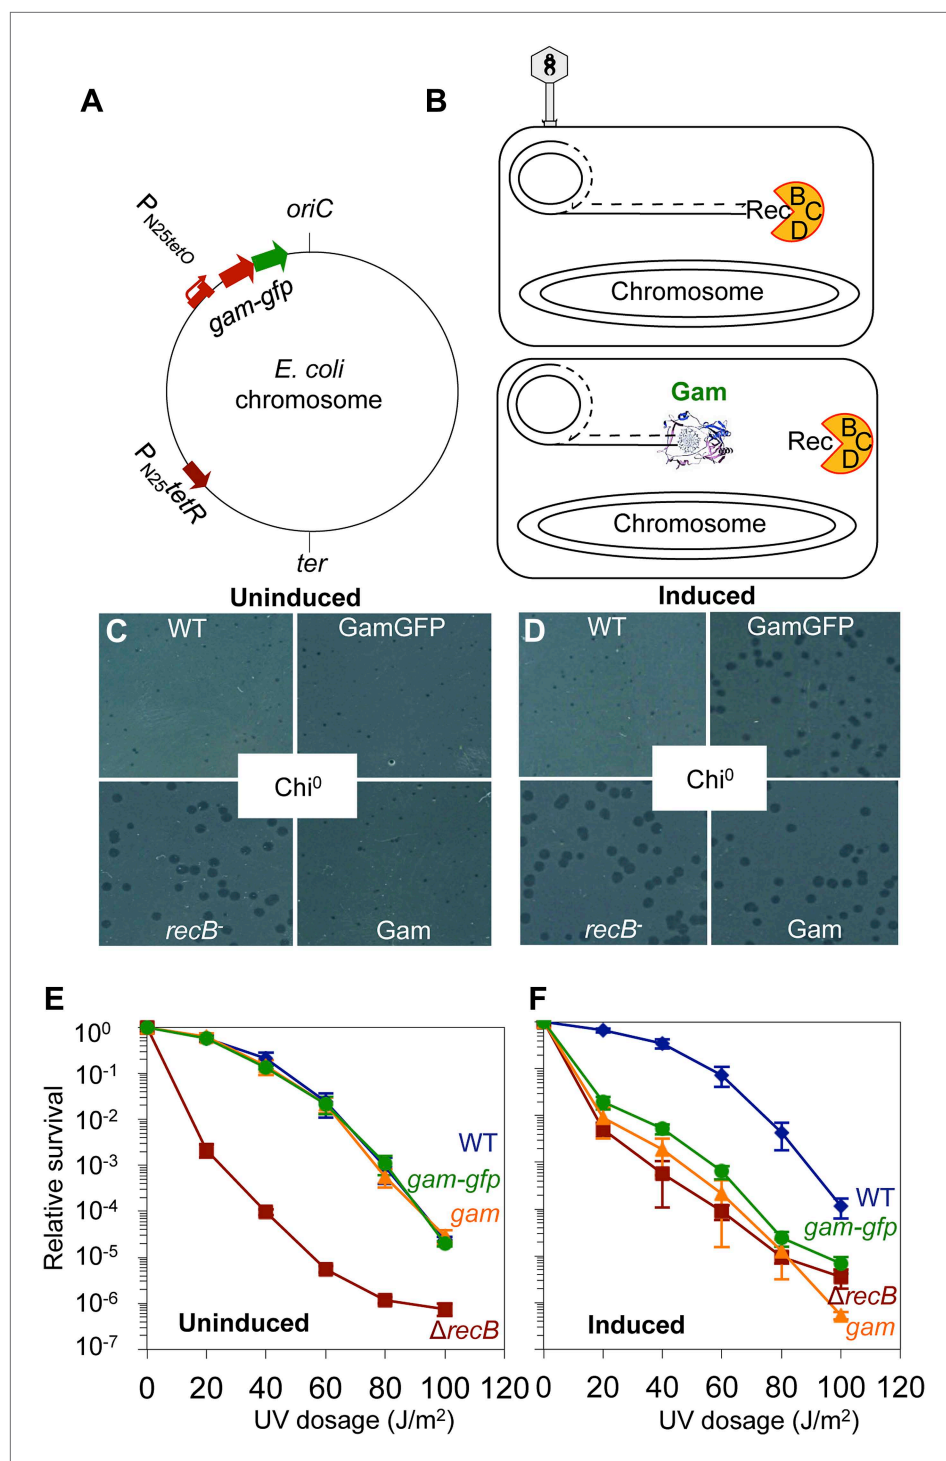 A
B
P
N25tetO
oriC
gam-gfp
E. coli
chromosome
P
N25
tetR
ter
Rec
B
C
D
Chromosome
Gam
Rec
B
C
D
Chromosome
Uninduced
Induced
C
WT
GamGFP
Chi⁰
recB⁻
Gam
D
WT
GamGFP
Chi⁰
recB⁻
Gam
E
Relative survival
10⁰
10⁻¹
10⁻²
10⁻³
10⁻⁴
10⁻⁵
10⁻⁶
10⁻⁷
WT
gam-gfp
gam
ΔrecB
Uninduced
0 20 40 60 80 100 120
UV dosage (J/m²)
F
WT
gam-gfp
ΔrecB
gam
Induced
0 20 40 60 80 100 120
UV dosage (J/m²)